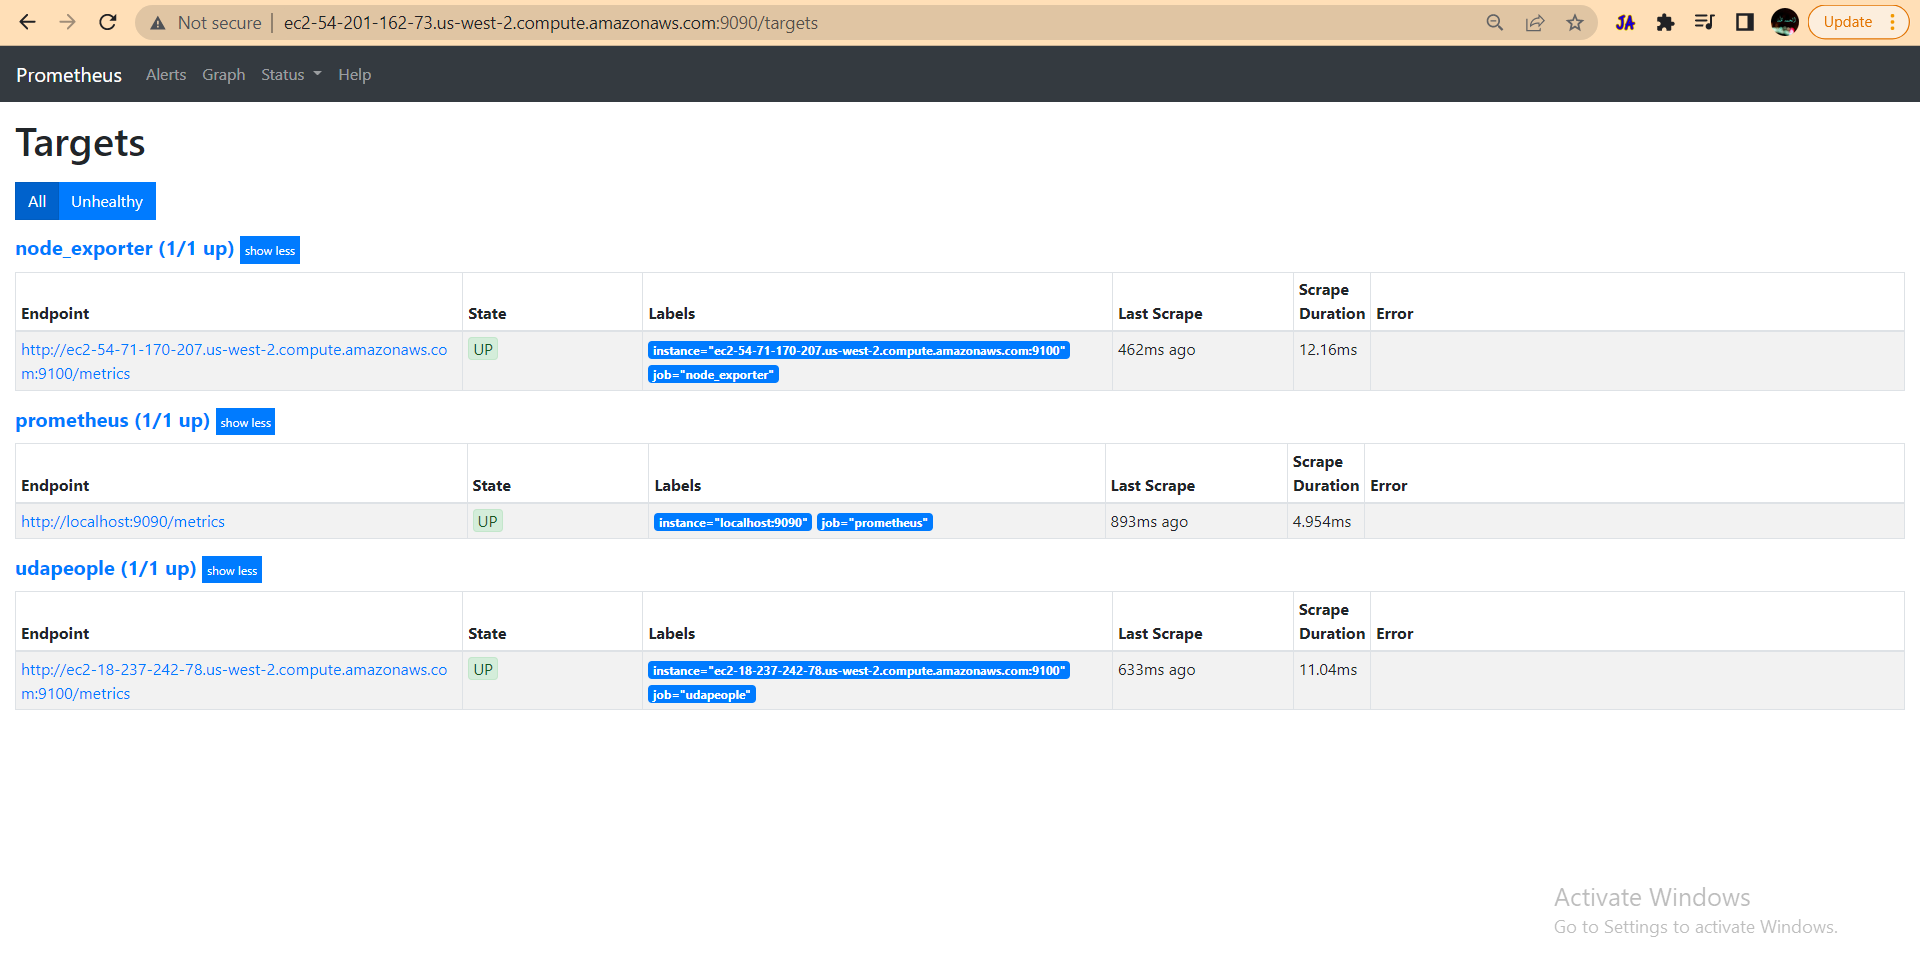 Not secure | ec2-54-201-162-73.us-west-2.compute.amazonaws.com:9090/targets JA Update
Prometheus Alerts Graph Status Help
Targets
All Unhealthy
node_exporter (1/1 up) show less
Endpoint State Labels Last Scrape Scrape Duration Error
http://ec2-54-71-170-207.us-west-2.compute.amazonaws.co UP instance="ec2-54-71-170-207.us-west-2.compute.amazonaws.com:9100" 462ms ago 12.16ms
m:9100/metrics job="node_exporter"
prometheus (1/1 up) show less
Endpoint State Labels Last Scrape Scrape Duration Error
http://localhost:9090/metrics UP instance="localhost:9090" job="prometheus" 893ms ago 4.954ms
udapeople (1/1 up) show less
Endpoint State Labels Last Scrape Scrape Duration Error
http://ec2-18-237-242-78.us-west-2.compute.amazonaws.co UP instance="ec2-18-237-242-78.us-west-2.compute.amazonaws.com:9100" 633ms ago 11.04ms
m:9100/metrics job="udapeople"
Activate Windows
Go to Settings to activate Windows.